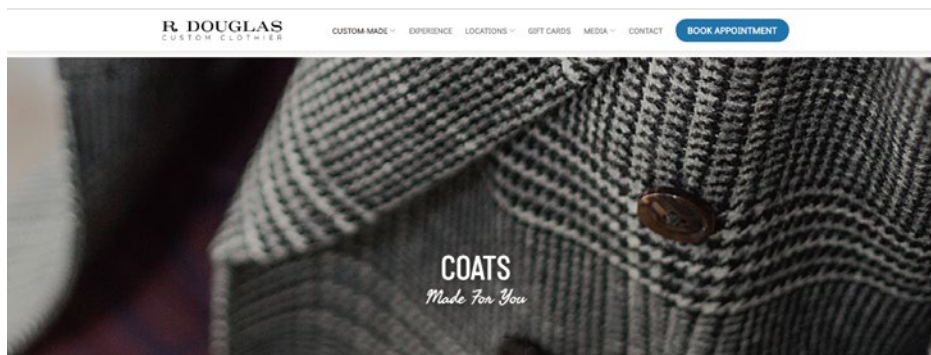 R. DOUGLAS
CUSTOM CLOTHIER
CUSTOM-MADE EXPERIENCE LOCATIONS GIFT CARDS MEDIA CONTACT BOOK APPOINTMENT
COATS
Made For You